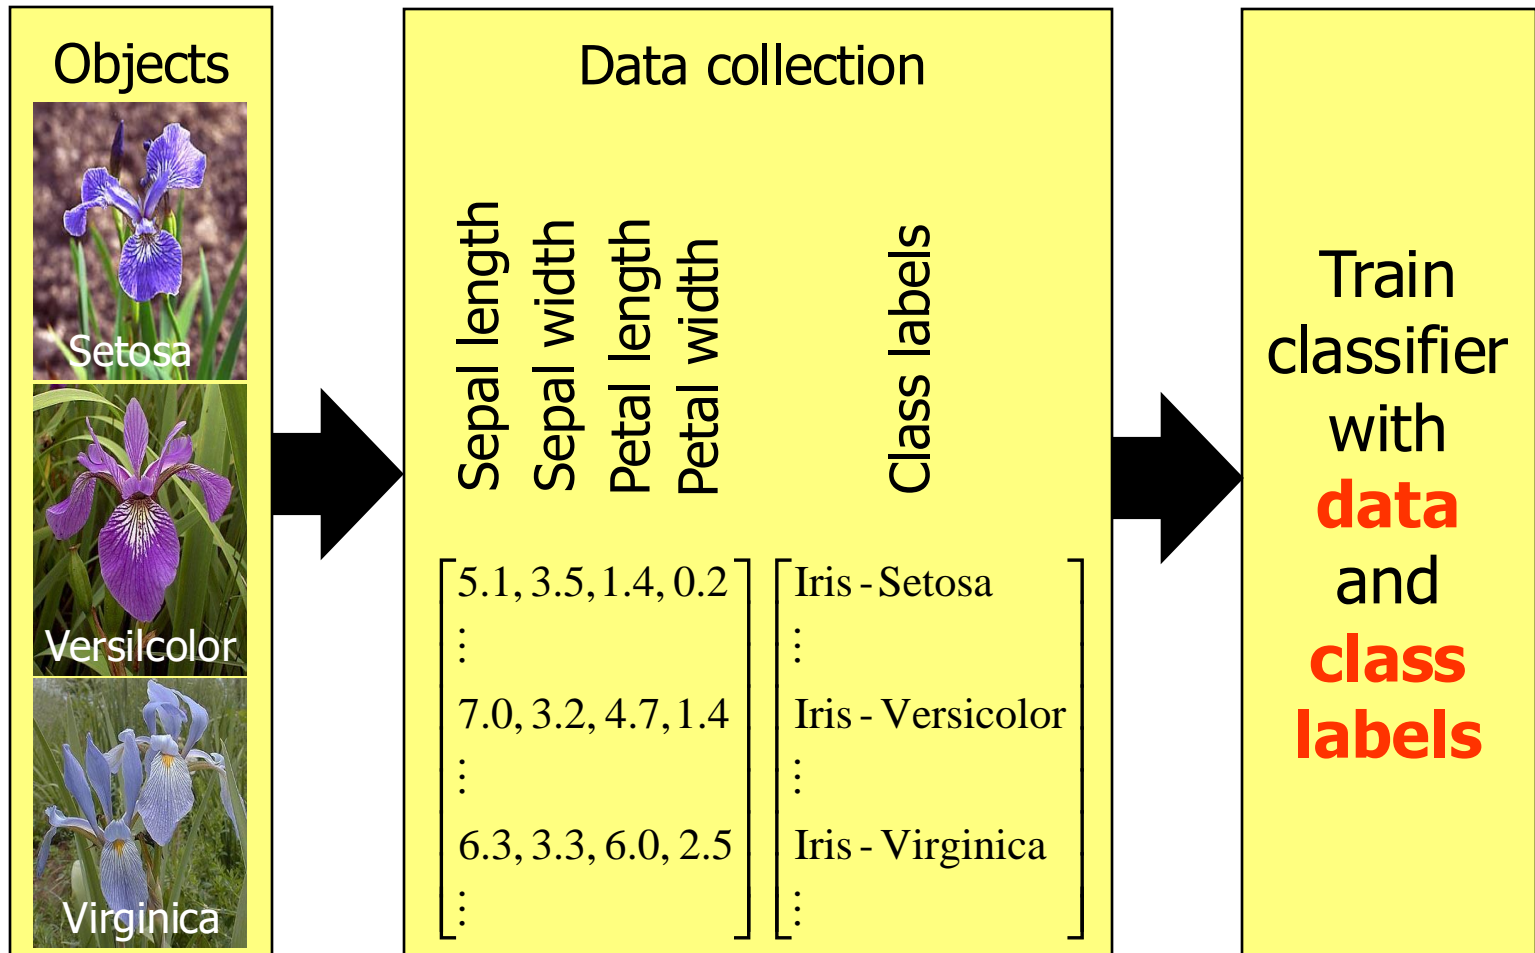 Objects
Setosa
Versilcolor
Virginica
Data collection
Sepal length
Sepal width
Petal length
Petal width
Class labels
5.1, 3.5, 1.4, 0.2
⋮
7.0, 3.2, 4.7, 1.4
⋮
6.3, 3.3, 6.0, 2.5
⋮
Iris - Setosa
⋮
Iris - Versicolor
⋮
Iris - Virginica
⋮
Train
classifier
with
data
and
class
labels